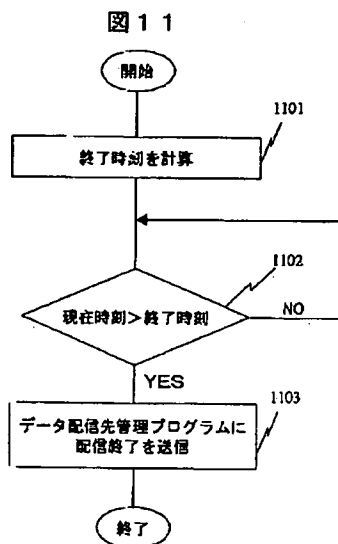 図１１
開始
1101
終了時刻を計算
1102
現在時刻＞終了時刻
NO
YES
1103
データ配信先管理プログラムに
配信終了を送信
終了